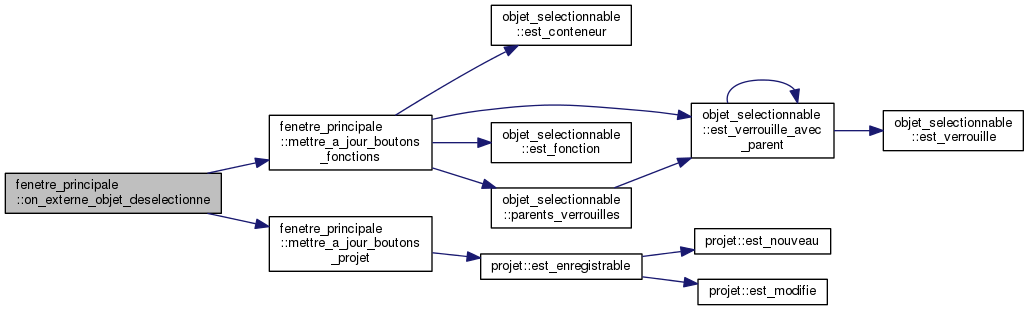 fenetre_principale
::on_externe_objet_deselectionne
fenetre_principale
::mettre_a_jour_boutons
_fonctions
objet_selectionnable
::est_conteneur
objet_selectionnable
::est_fonction
objet_selectionnable
::parents_verrouilles
objet_selectionnable
::est_verrouille_avec
_parent
objet_selectionnable
::est_verrouille
fenetre_principale
::mettre_a_jour_boutons
_projet
projet::est_enregistrable
projet::est_nouveau
projet::est_modifie